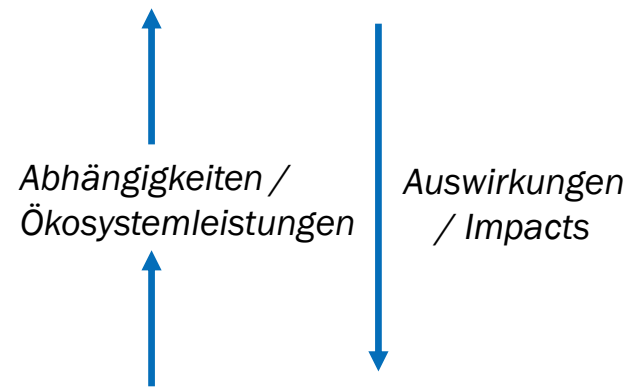 Abhängigkeiten /
Ökosystemleistungen
Auswirkungen
/ Impacts